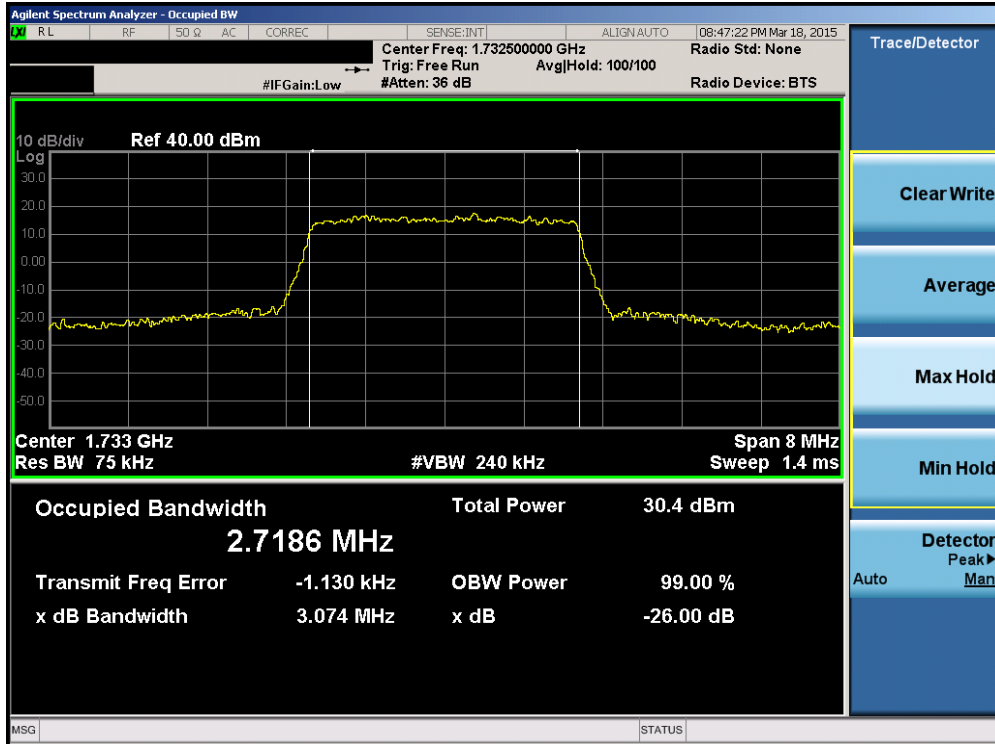 Agilent Spectrum Analyzer - Occupied BW
LXI RL RF 50 Ω AC CORREC SENSE:INT ALIGN AUTO 08:47:22 PM Mar 18, 2015
Center Freq: 1.732500000 GHz Radio Std: None
Trig: Free Run Avg|Hold: 100/100
#IFGain:Low #Atten: 36 dB Radio Device: BTS
10 dB/div Ref 40.00 dBm
Log
30.0
20.0
10.0
0.00
-10.0
-20.0
-30.0
-40.0
-50.0
Center 1.733 GHz Span 8 MHz
Res BW 75 kHz #VBW 240 kHz Sweep 1.4 ms
Occupied Bandwidth Total Power 30.4 dBm
2.7186 MHz
Transmit Freq Error -1.130 kHz OBW Power 99.00 %
x dB Bandwidth 3.074 MHz x dB -26.00 dB
MSG STATUS
Trace/Detector
Clear Write
Average
Max Hold
Min Hold
Detector
Peak▶
Auto Man